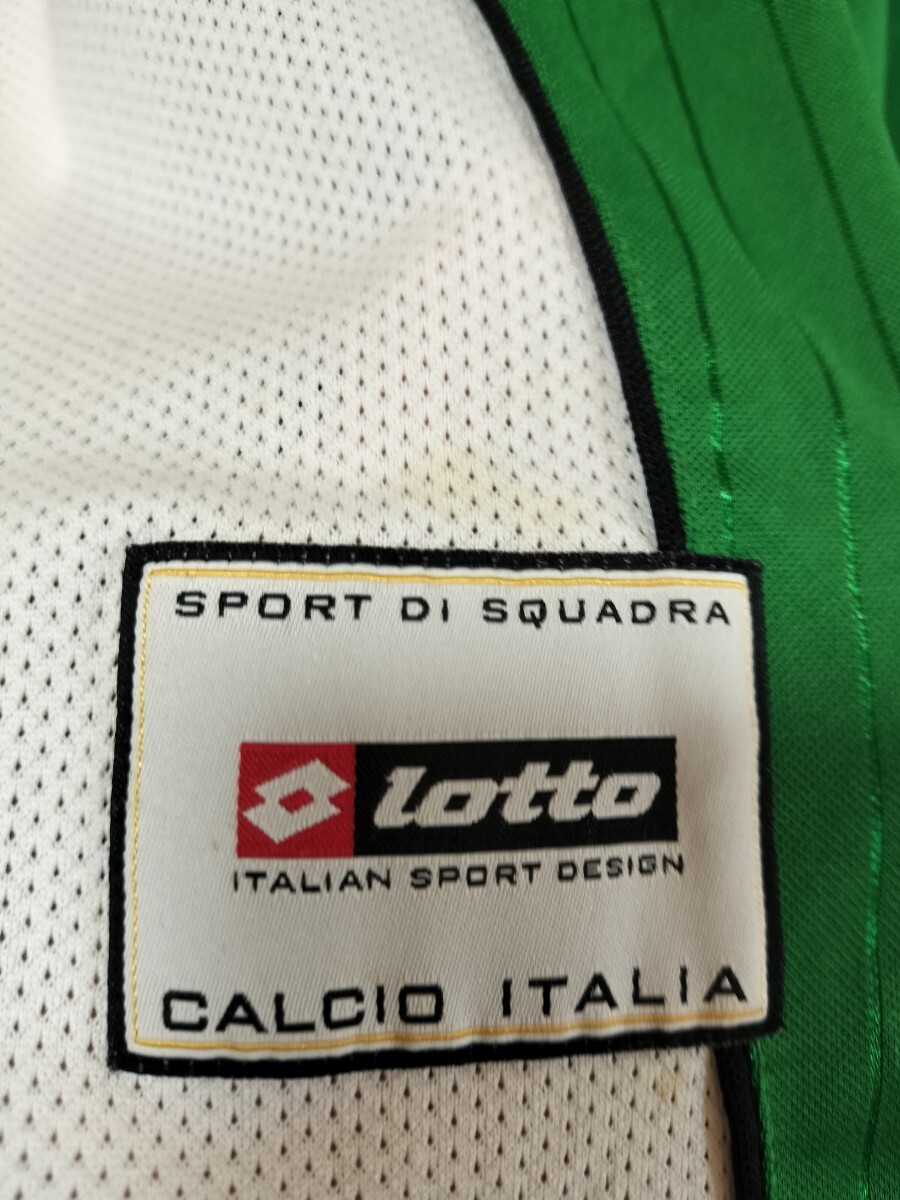 SPORT Di SQUADRA
lotto
ITALIAN SPORT DESIGN
CALCIO ITALIA